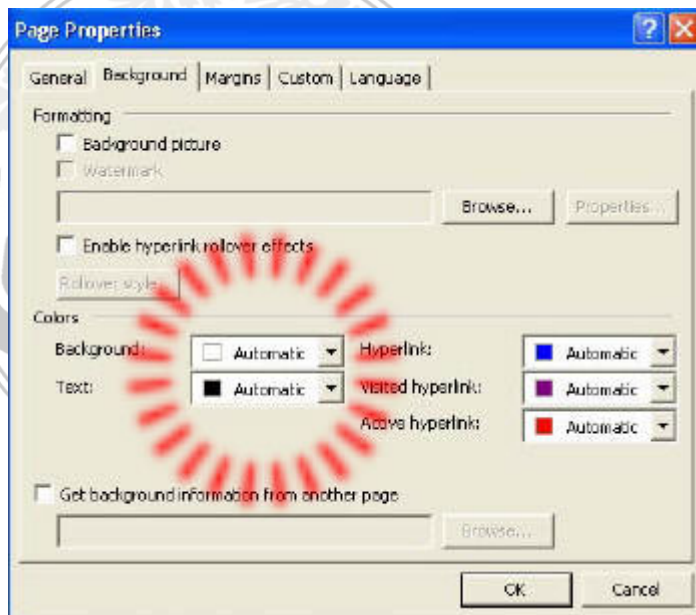 Page Properties
General Background Margins Custom Language
Formatting
Background picture
Watermark
Browse... Properties...
Enable hyperlink rollover effects
Rollover style...
Colors
Background: Automatic Hyperlink: Automatic
Text: Automatic Visited hyperlink: Automatic
Active hyperlink: Automatic
Get background information from another page
Browse...
OK Cancel